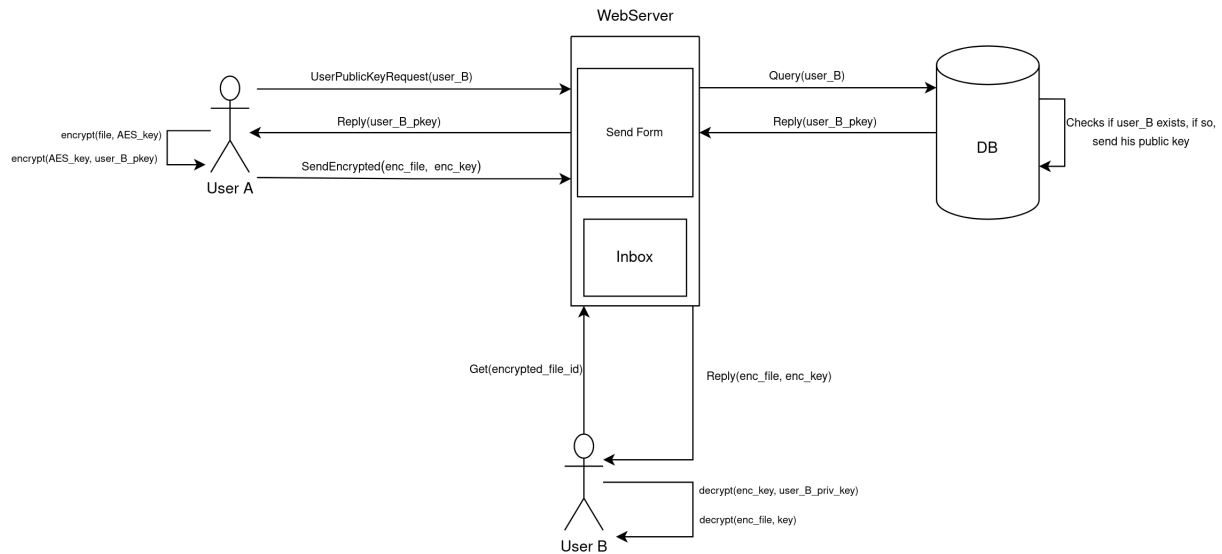 WebServer
UserPublicKeyRequest(user_B)
Query(user_B)
Reply(user_B_pkey)
Send Form
Reply(user_B_pkey)
Checks if user_B exists, if so,
send his public key
encrypt(file, AES_key)
encrypt(AES_key, user_B_pkey)
DB
SendEncrypted(enc_file, enc_key)
User A
Inbox
Get(encrypted_file_id)
Reply(enc_file, enc_key)
decrypt(enc_key, user_B_priv_key)
decrypt(enc_file, key)
User B